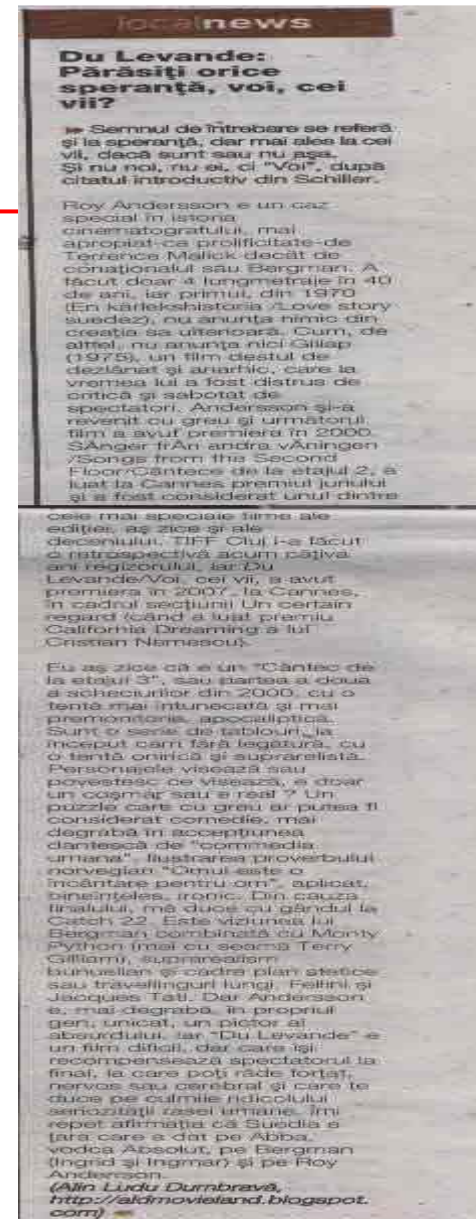 localnews
Du Levande:
Părăsiţi orice
speranţă, voi, cei
vii?
Semnul de întrebare se referă
şi la speranţă, dar mai ales la cei
vii, dacă sunt sau nu aşa.
Şi nu noi, nu ei, ci "Voi", după
citatul introductiv din Schiller.
Roy Andersson e un caz
special în istoria
cinematografului, mai
apropiat-ca prolificitate-de
Terrence Malick decât de
conaţionalul său Bergman. A
făcut doar 4 lungmetraje în 40
de ani, iar primul, din 1970
(En kärlekshistoria /Love story
suedez), nu anunţa nimic din
creaţia sa ulterioară. Cum, de
altfel, nu anunţa nici Giliap
(1975), un film destul de
dezlânat şi anarhic, care la
vremea lui a fost distrus de
critică şi sabotat de
spectatori. Andersson şi-a
revenit cu greu şi următorul
film a avut premiera în 2000.
SÅnger frÅn andra vÅningen
/Songs from the Second
Floor/Cântece de la etajul 2, a
luat la Cannes premiul juriului
şi a fost considerat unul dintre
cele mai speciale filme ale
ediţiei, aş zice şi ale
deceniului. TIFF Cluj i-a făcut
o retrospectivă acum câţiva
ani regizorului, iar Du
Levande/Voi, cei vii, a avut
premiera în 2007, la Cannes,
în cadrul secţiunii Un certain
regard (când a luat premiu
California Dreaming a lui
Cristian Nemescu).
Eu aş zice că e un "Cântec de
la etajul 3", sau partea a doua
a scheciurilor din 2000, cu o
tentă mai întunecată şi mai
premonitorie, apocaliptică.
Sunt o serie de tablouri, la
început cam fără legătură, cu
o tentă onirică şi suprarealistă.
Personajele visează sau
povestesc ce visează, e doar
un coşmar sau e real ? Un
puzzle care cu greu ar putea fi
considerat comedie, mai
degrabă în accepţiunea
dantescă de "commedia
umana". Ilustrarea proverbului
norvegian "Omul este o
încântare pentru om", aplicat,
bineînţeles, ironic. Din cauza
finalului, mă duce cu gândul la
Catch 22. Este viziunea lui
Bergman combinată cu Monty
Python (mai cu seamă Terry
Gilliam), suprarealism
bunuelian şi cadre plan statice
sau travellinguri lungi, Fellini şi
Jacques Tati. Dar Andersson
e, mai degrabă, în propriul
gen, unicat, un pictor al
absurdului, iar "Du Levande" e
un film dificil, dar care îşi
recompensează spectatorul la
final, la care poţi râde forţat,
nervos sau cerebral şi care te
duce pe culmile ridicolului
seriozităţii rasei umane. Îmi
repet afirmaţia că Suedia e
ţara care a dat pe Abba,
vodca Absolut, pe Bergman
(Ingrid şi Ingmar) şi pe Roy
Andersson.
(Alin Ludu Dumbravă,
http://aldmovieland.blogspot.
com)